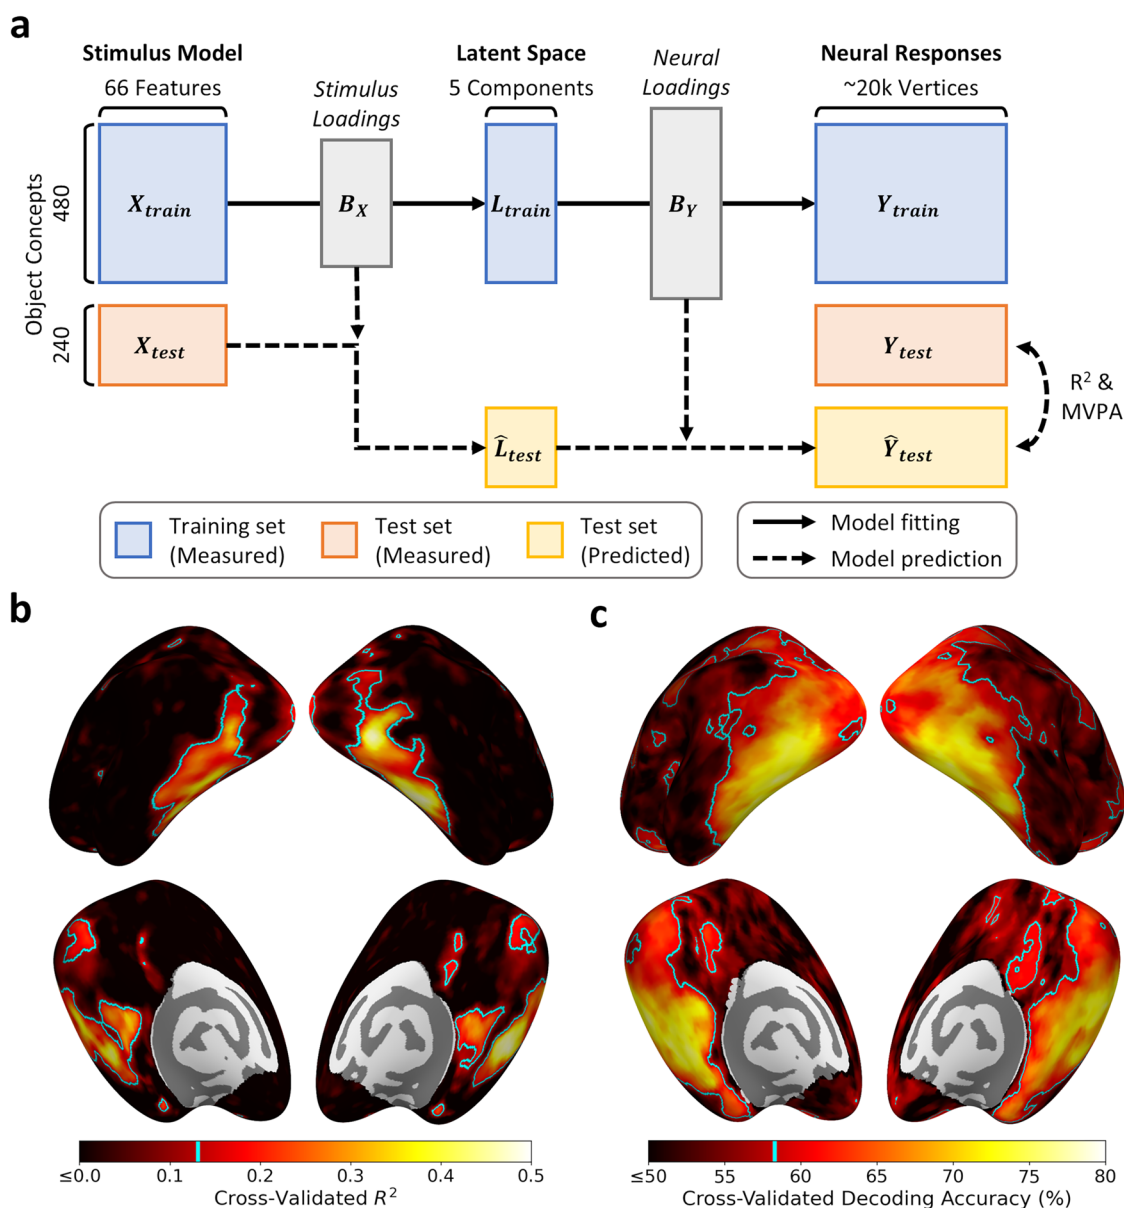 a
Stimulus Model
66 Features
Stimulus
Loadings
Latent Space
5 Components
Neural
Loadings
Neural Responses
~20k Vertices
Object Concepts
480
240
X_train
B_X
L_train
B_Y
Y_train
X_test
Y_test
L̂_test
Ŷ_test
R² &
MVPA
Training set
(Measured)
Test set
(Measured)
Test set
(Predicted)
Model fitting
Model prediction
b
c
≤0.0 0.1 0.2 0.3 0.4 0.5
Cross-Validated R²
≤50 55 60 65 70 75 80
Cross-Validated Decoding Accuracy (%)